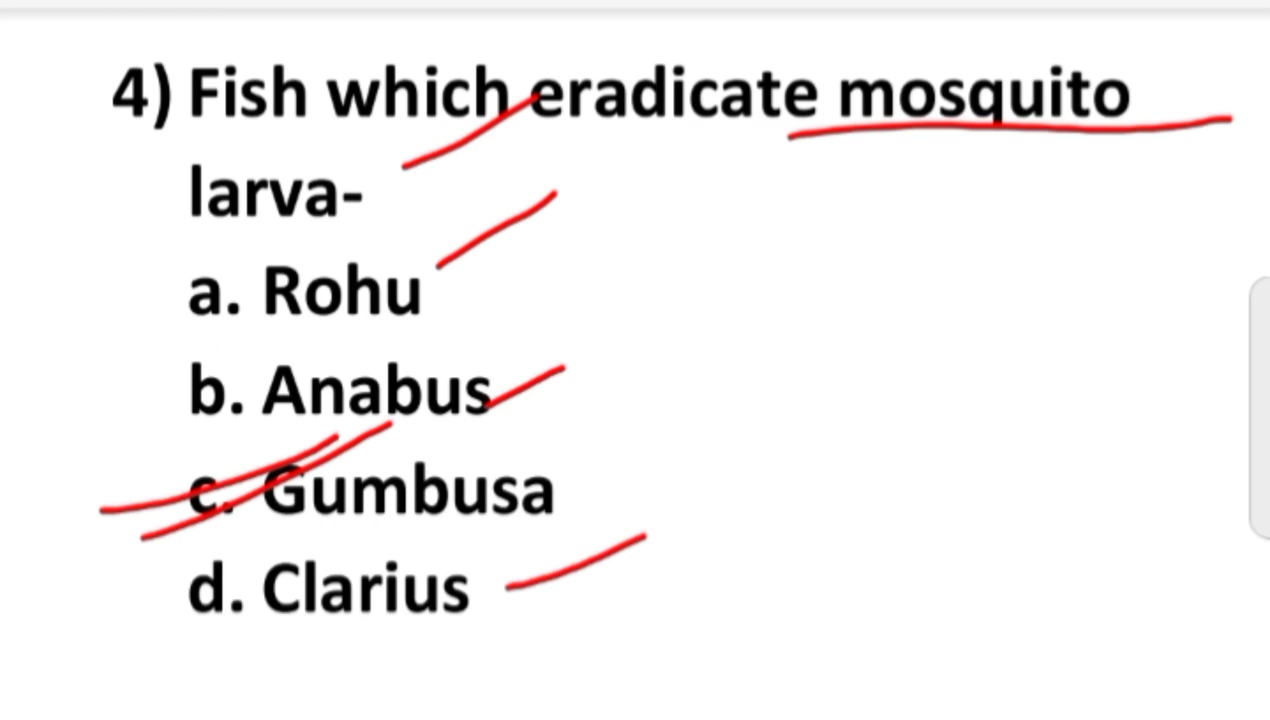 4) Fish which eradicate mosquito
larva-
a. Rohu
b. Anabus
c. Gumbusa
d. Clarius